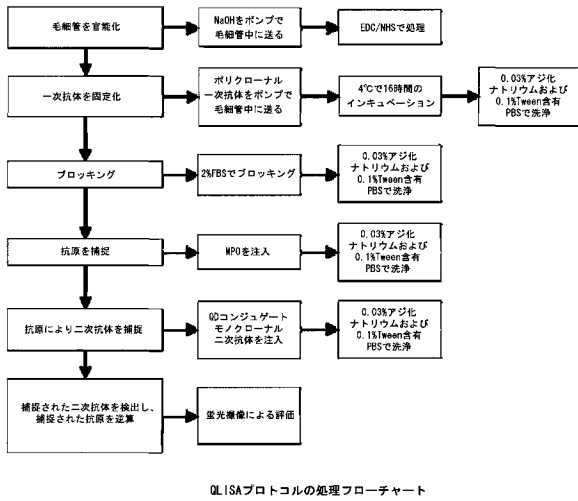 毛細管を官能化
NaOHをポンプで
毛細管中に送る
EDC/NHSで処理
一次抗体を固定化
ポリクローナル
一次抗体をポンプで
毛細管中に送る
4℃で16時間の
インキュベーション
0.03%アジ化
ナトリウムおよび
0.1%Tween含有
PBSで洗浄
ブロッキング
2%FBSでブロッキング
0.03%アジ化
ナトリウムおよび
0.1%Tween含有
PBSで洗浄
抗原を捕捉
MPOを注入
0.03%アジ化
ナトリウムおよび
0.1%Tween含有
PBSで洗浄
抗原により二次抗体を捕捉
QDコンジュゲート
モノクローナル
二次抗体を注入
0.03%アジ化
ナトリウムおよび
0.1%Tween含有
PBSで洗浄
捕捉された二次抗体を検出し、
捕捉された抗原を逆算
蛍光撮像による評価
QLISAプロトコルの処理フローチャート